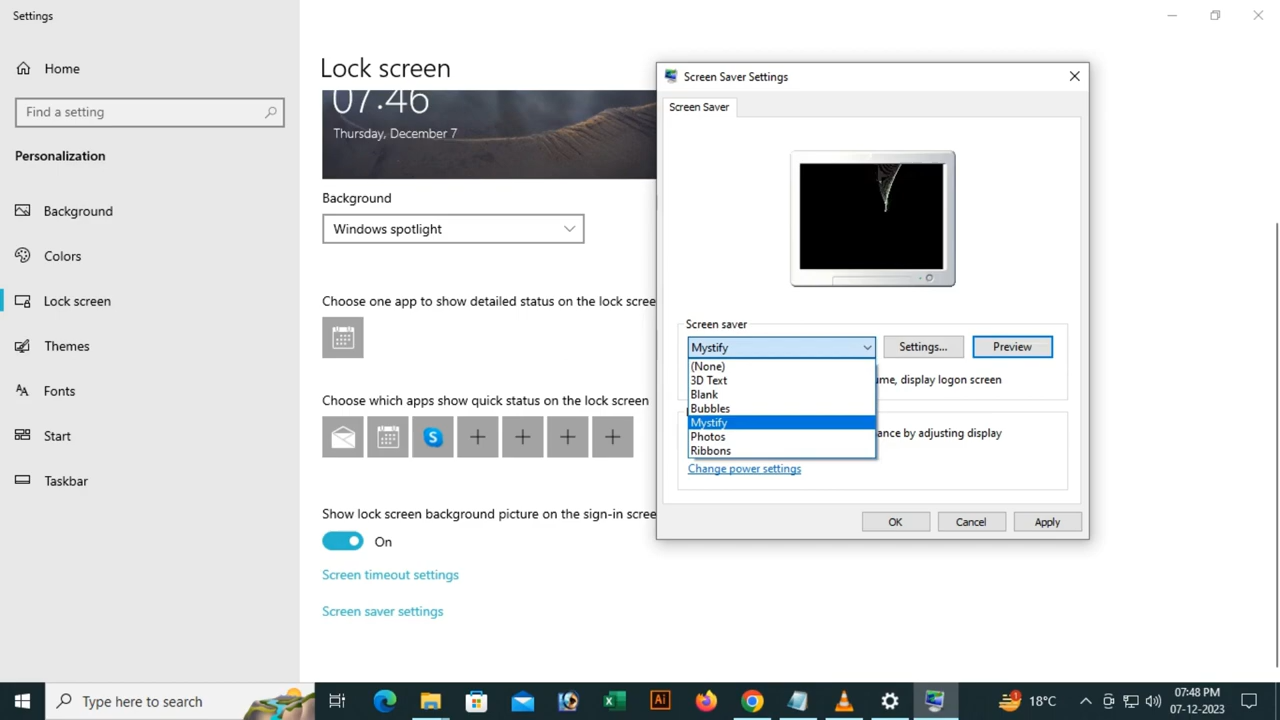 Settings
Home
Find a setting
Personalization
Background
Colors
Lock screen
Themes
Fonts
Start
Taskbar
Lock screen
07:46
Thursday, December 7
Background
Windows spotlight
Choose one app to show detailed status on the lock scree
Choose which apps show quick status on the lock screen
S
Show lock screen background picture on the sign-in scree
On
Screen timeout settings
Screen saver settings
Screen Saver Settings
Screen Saver
Screen saver
Mystify
Settings...
Preview
(None)
3D Text
Blank
Bubbles
Mystify
Photos
Ribbons
ume, display logon screen
ance by adjusting display
Change power settings
OK
Cancel
Apply
Type here to search
Ai
1
18°C
07:48 PM
07-12-2023